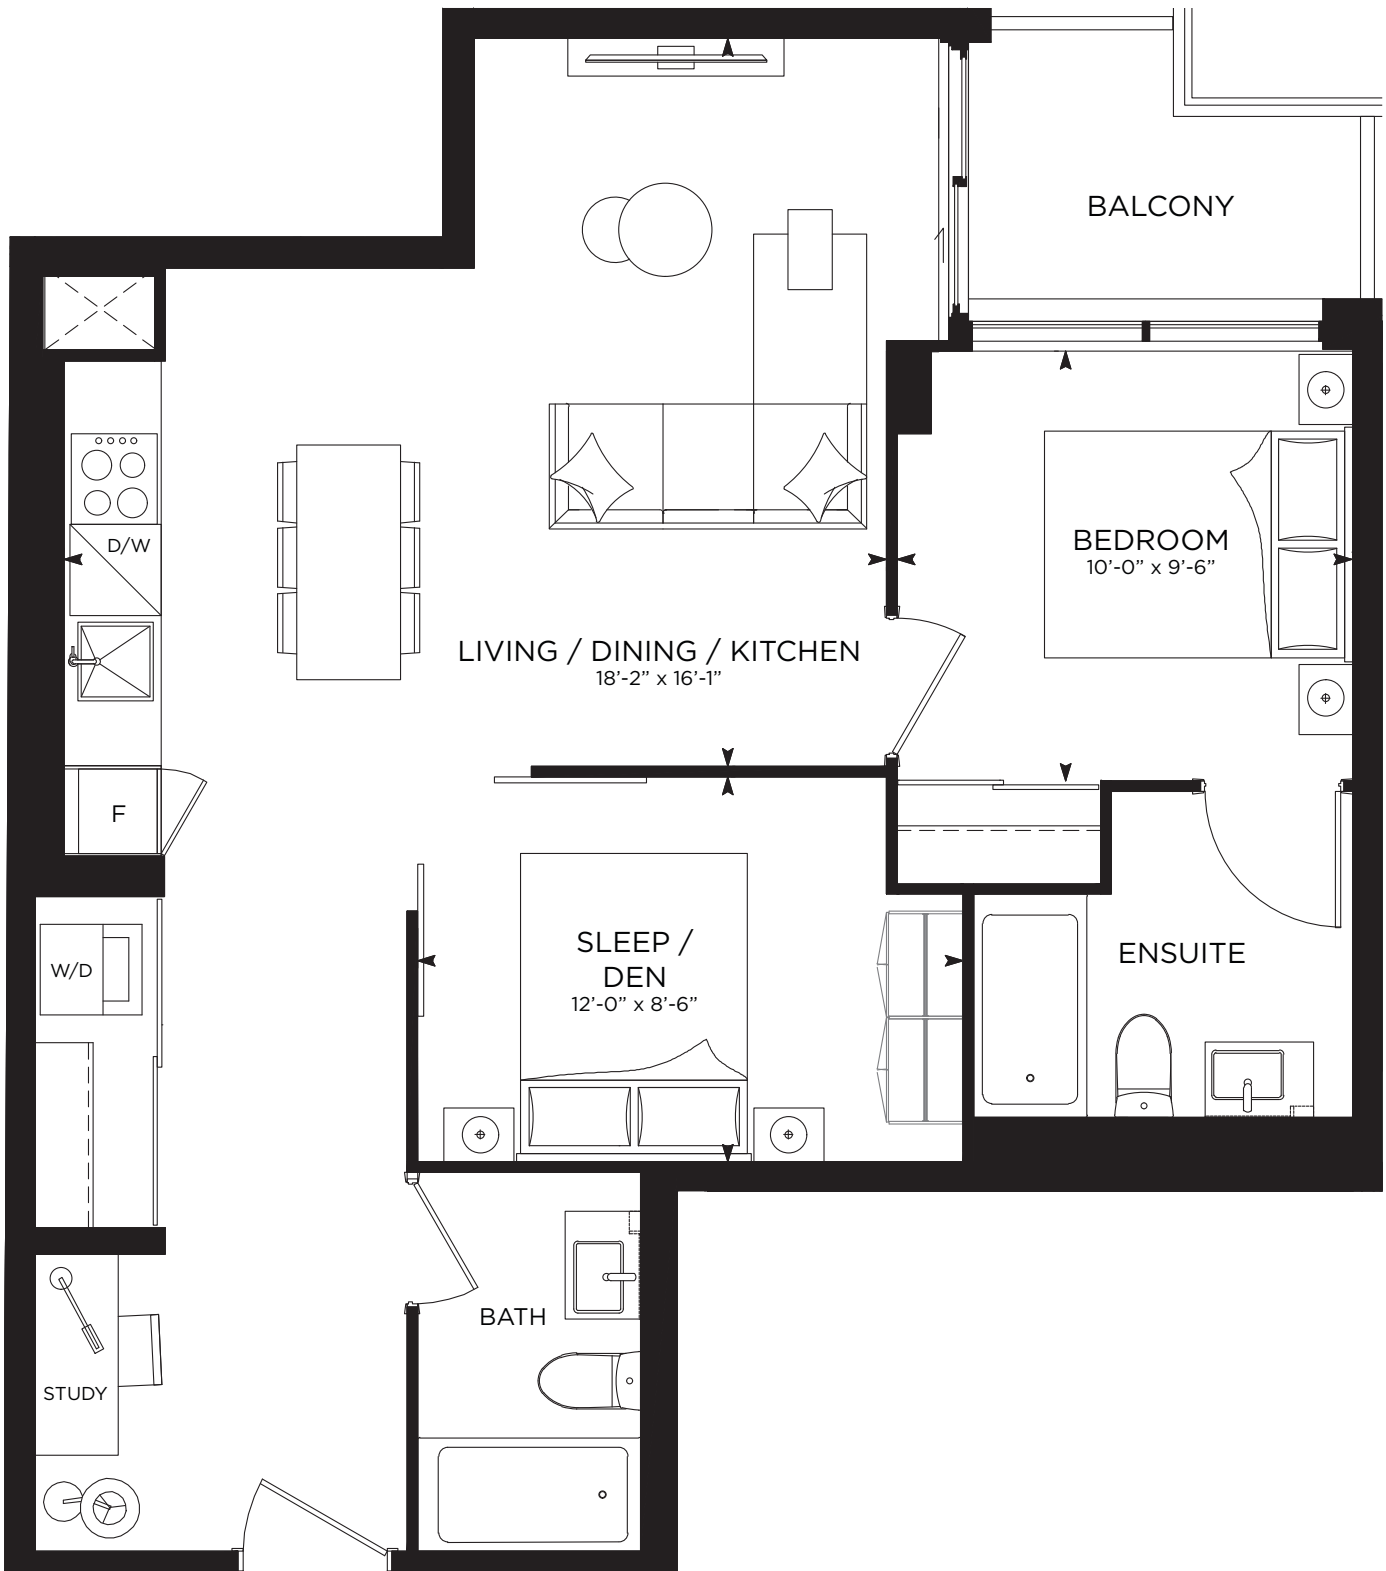 BALCONY
D/W
BEDROOM
10'-0” x 9'-6”
LIVING / DINING / KITCHEN
18'-2” x 16'-1”
F
SLEEP /
DEN
12'-0” x 8'-6”
W/D
ENSUITE
BATH
STUDY